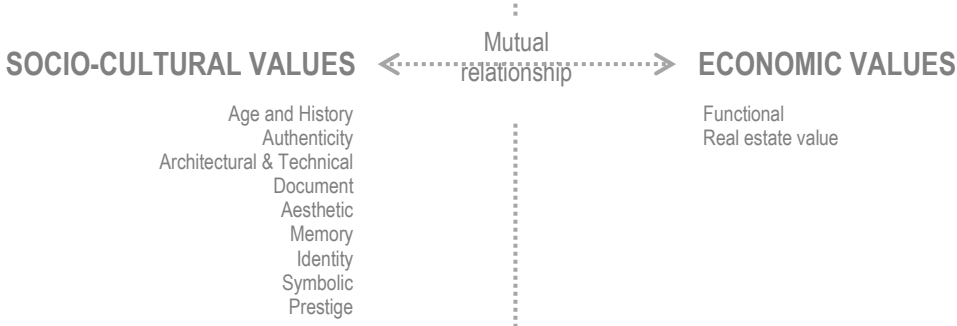 Mutual
relationship
SOCIO-CULTURAL VALUES
ECONOMIC VALUES
Age and History
Authenticity
Architectural & Technical
Document
Aesthetic
Memory
Identity
Symbolic
Prestige
Functional
Real estate value